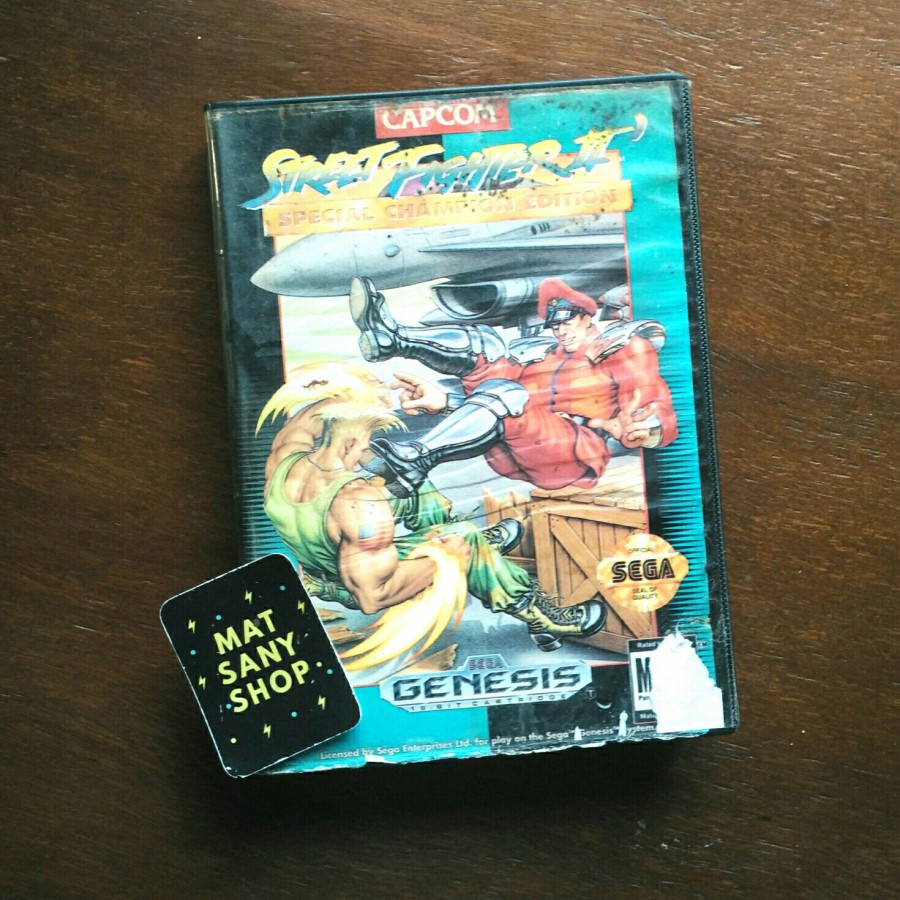 CAPCOM
STREET FIGHTER II'
SPECIAL CHAMPION EDITION
OFFICIAL
SEGA
SEAL OF
QUALITY
MAT
SANY
SHOP
SEGA
GENESIS
16-BIT CARTRIDGE
Rated
M
Licensed by Sega Enterprises Ltd. for play on the Sega™ Genesis™ System.